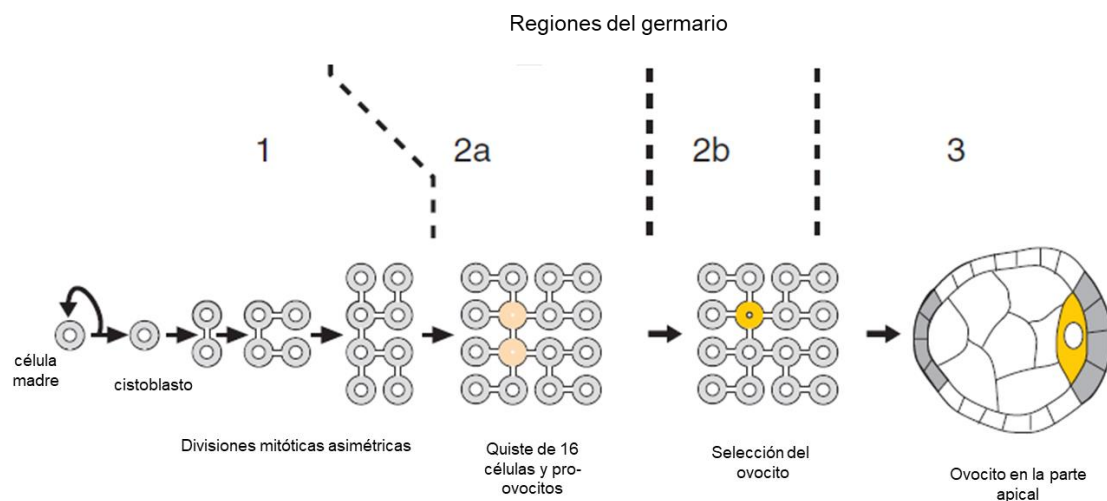 Regiones del germario
1
2a
2b
3
célula
madre
cistoblasto
Divisiones mitóticas asimétricas
Quiste de 16
células y pro-
ovocitos
Selección del
ovocito
Ovocito en la parte
apical